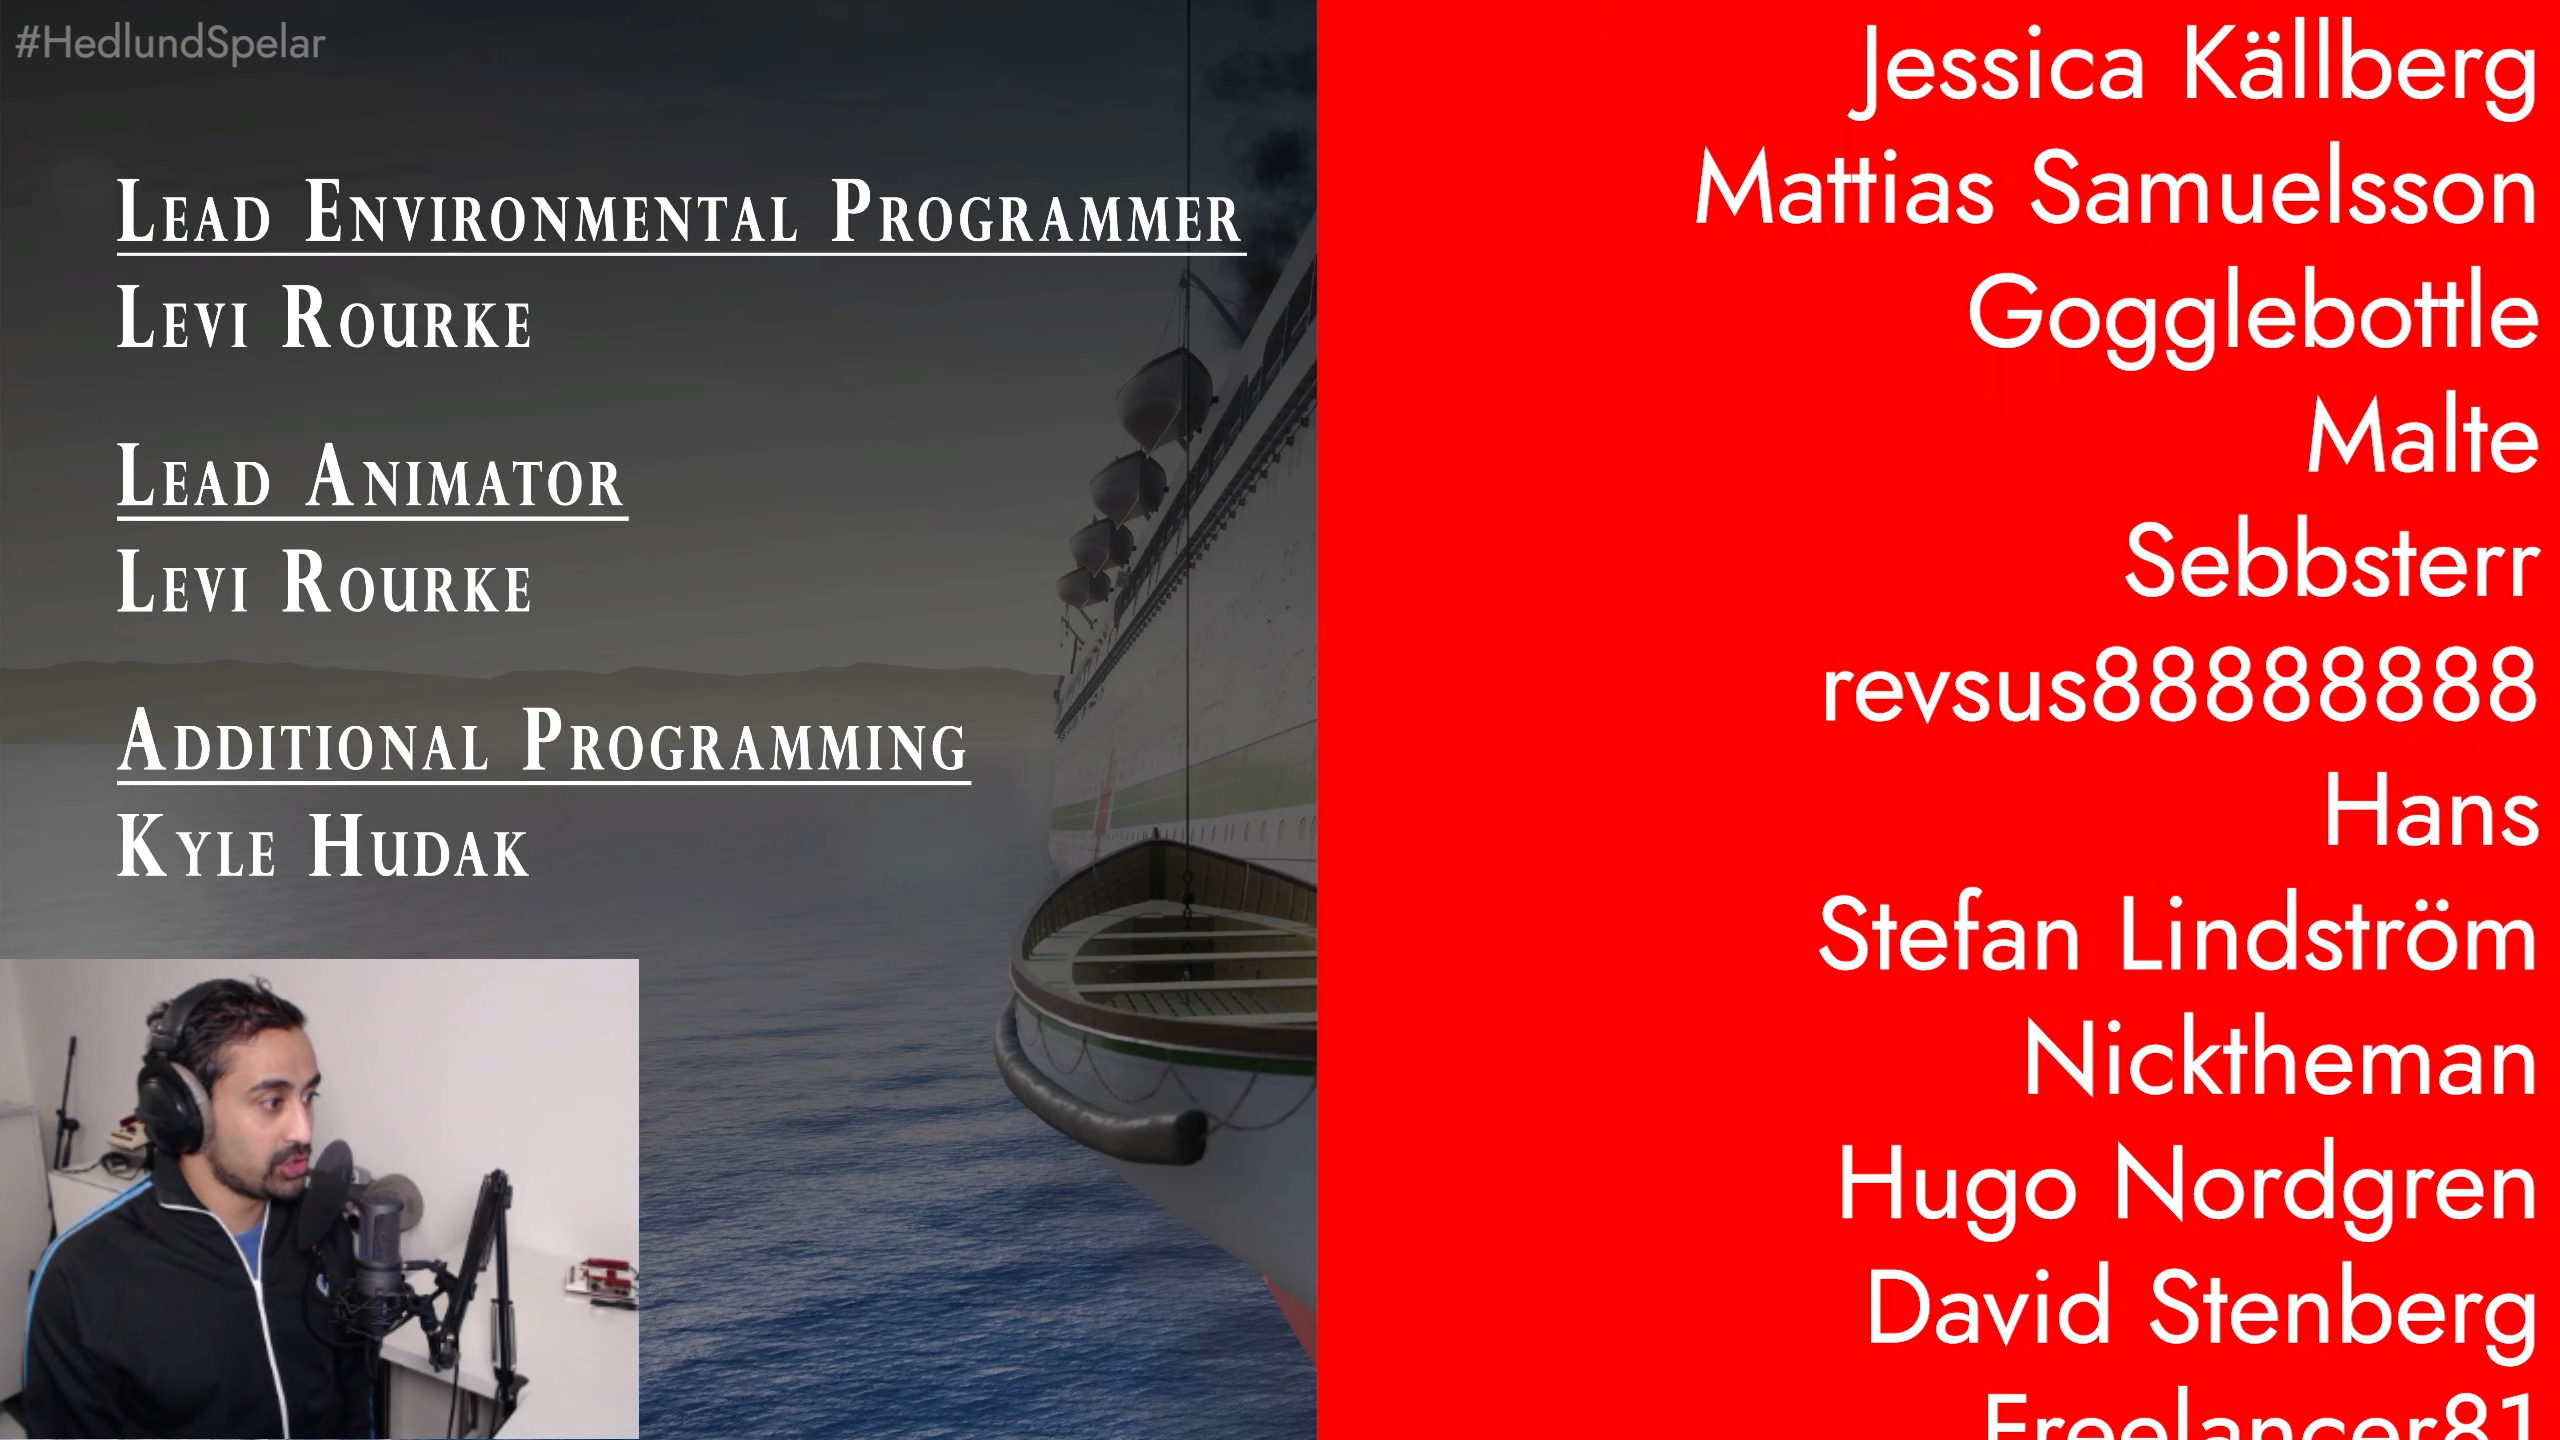 #HedlundSpelar
Lead Environmental Programmer
Levi Rourke
Lead Animator
Levi Rourke
Additional Programming
Kyle Hudak
Jessica Källberg
Mattias Samuelsson
Gogglebottle
Malte
Sebbsterr
revsus88888888
Hans
Stefan Lindström
Nicktheman
Hugo Nordgren
David Stenberg
Freelancer81